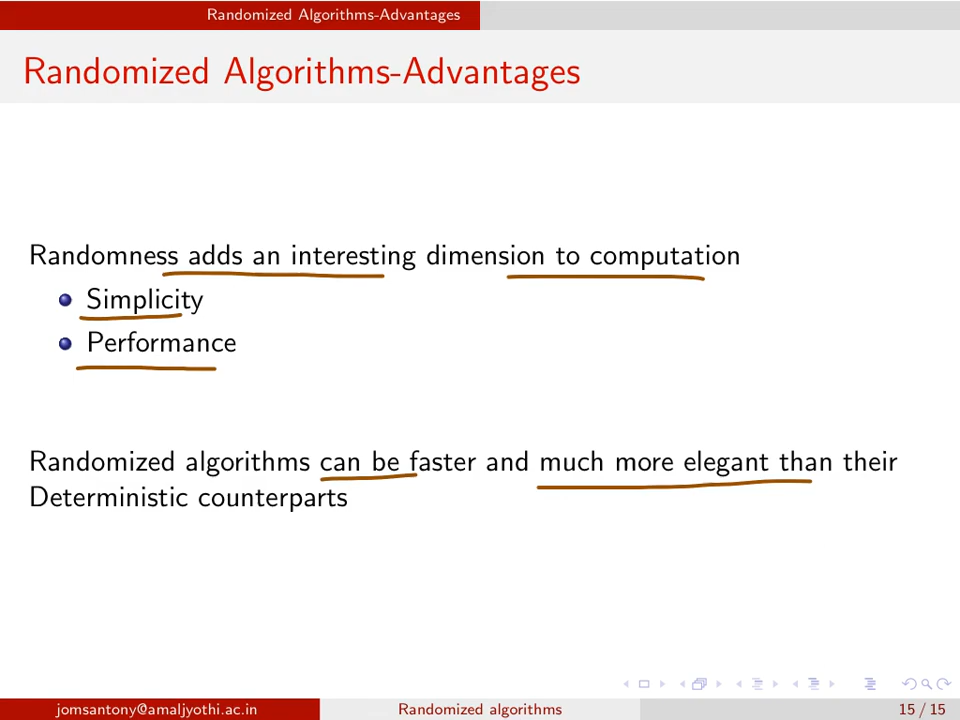 Randomized Algorithms-Advantages
Randomized Algorithms-Advantages
Randomness adds an interesting dimension to computation
Simplicity
Performance
Randomized algorithms can be faster and much more elegant than their
Deterministic counterparts
jomsantony@amaljyothi.ac.in Randomized algorithms 15 / 15